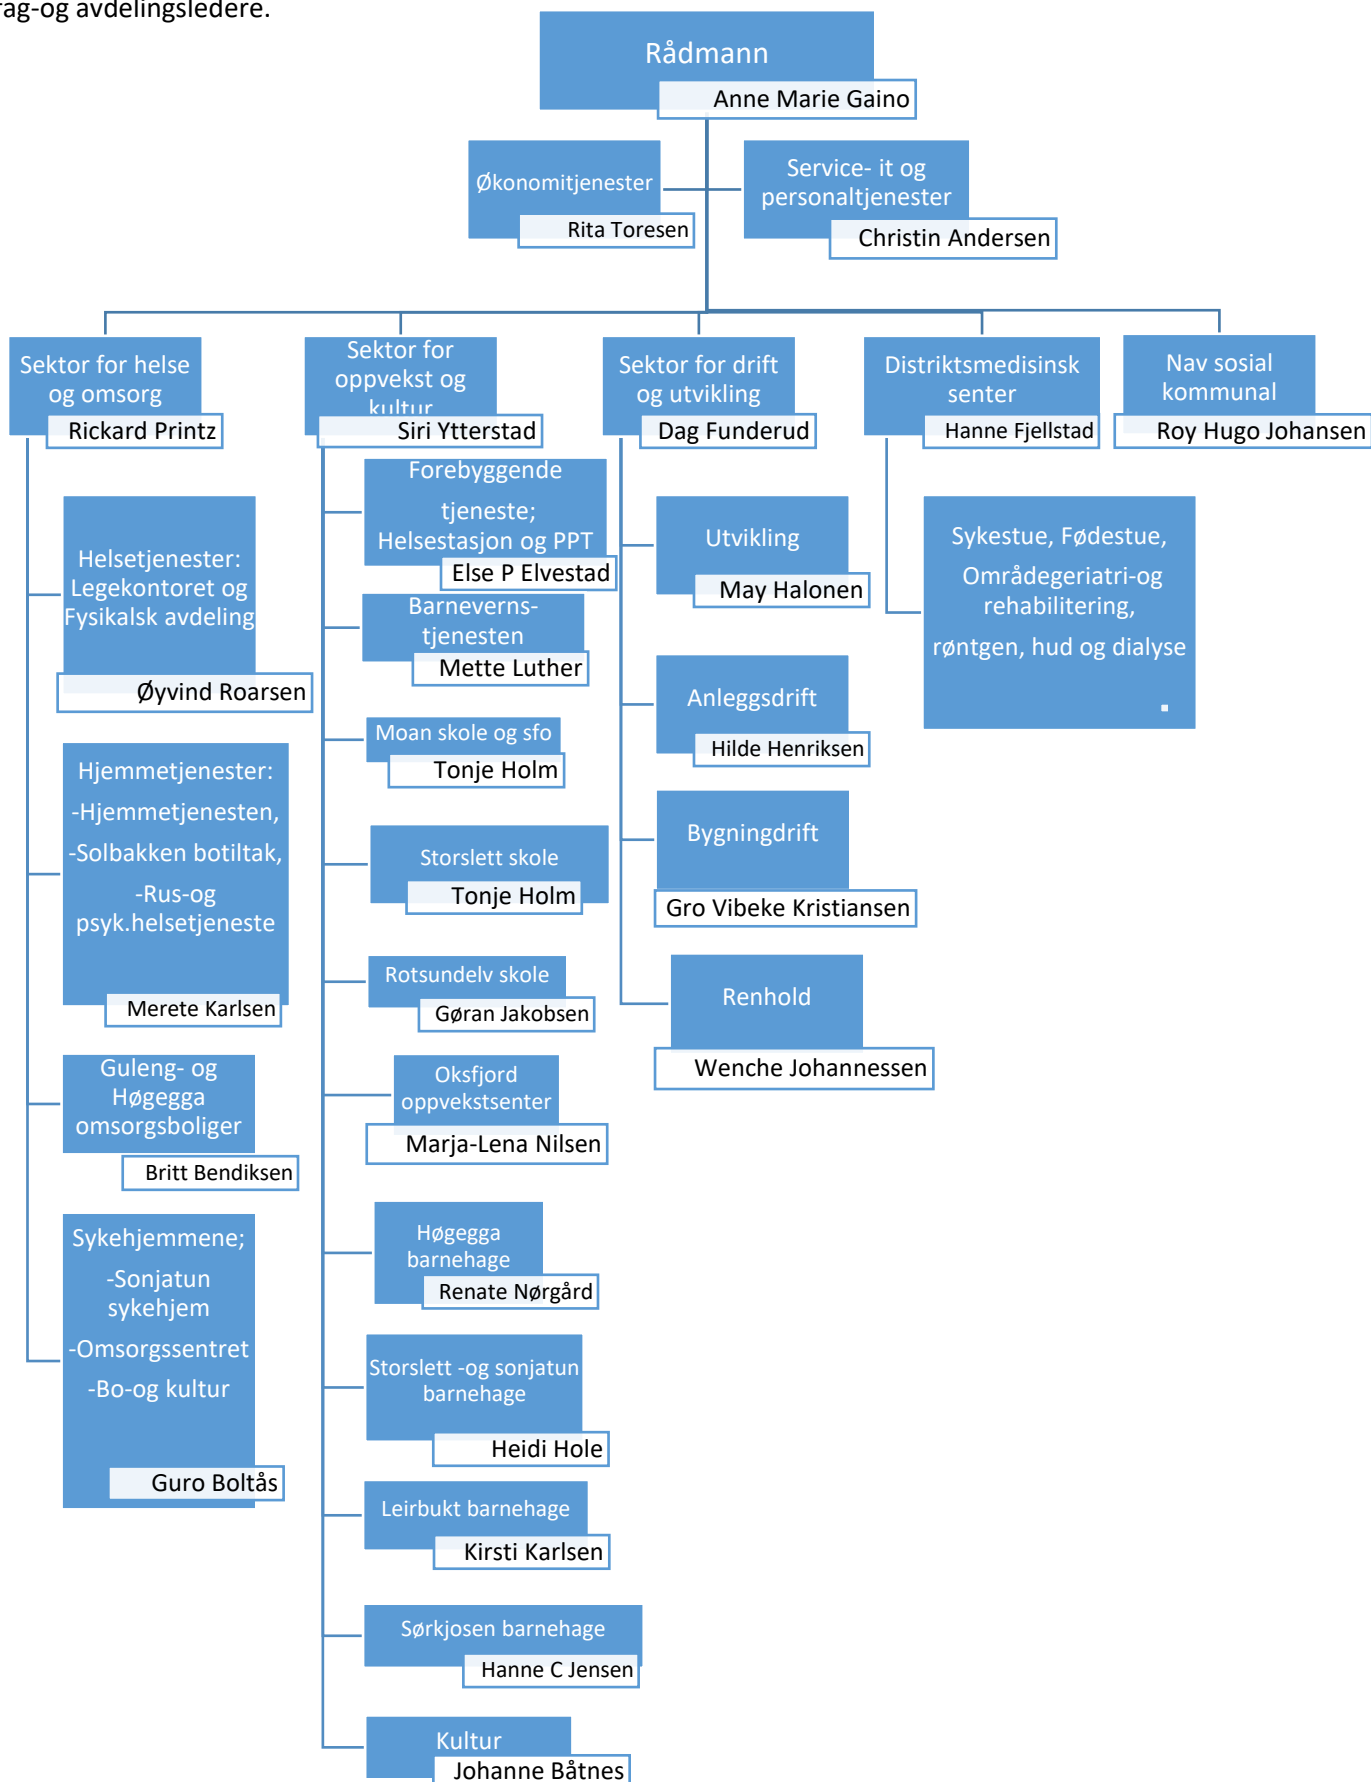 rag-og avdelingsledere.
Rådmann
Anne Marie Gaino
Økonomitjenester
Rita Toresen
Service- it og
personaltjenester
Christin Andersen
Sektor for helse
og omsorg
Rickard Printz
Sektor for
oppvekst og
kultur
Siri Ytterstad
Sektor for drift
og utvikling
Dag Funderud
Distriktsmedisinsk
senter
Hanne Fjellstad
Nav sosial
kommunal
Roy Hugo Johansen
Helsetjenester:
Legekontoret og
Fysikalsk avdeling
Øyvind Roarsen
Hjemmetjenester:
-Hjemmetjenesten,
-Solbakken botiltak,
-Rus-og
psyk.helsetjeneste
Merete Karlsen
Guleng- og
Høgegga
omsorgsboliger
Britt Bendiksen
Sykehjemmene;
-Sonjatun
sykehjem
-Omsorgssentret
-Bo-og kultur
Guro Boltås
Forebyggende
tjeneste;
Helsestasjon og PPT
Else P Elvestad
Barneverns-
tjenesten
Mette Luther
Moan skole og sfo
Tonje Holm
Storslett skole
Tonje Holm
Rotsundelv skole
Gøran Jakobsen
Oksfjord
oppvekstsenter
Marja-Lena Nilsen
Høgegga
barnehage
Renate Nørgård
Storslett -og sonjatun
barnehage
Heidi Hole
Leirbukt barnehage
Kirsti Karlsen
Sørkjosen barnehage
Hanne C Jensen
Kultur
Johanne Båtnes
Utvikling
May Halonen
Anleggsdrift
Hilde Henriksen
Bygningdrift
Gro Vibeke Kristiansen
Renhold
Wenche Johannessen
Sykestue, Fødestue,
Områdegeriatri-og
rehabilitering,
røntgen, hud og dialyse